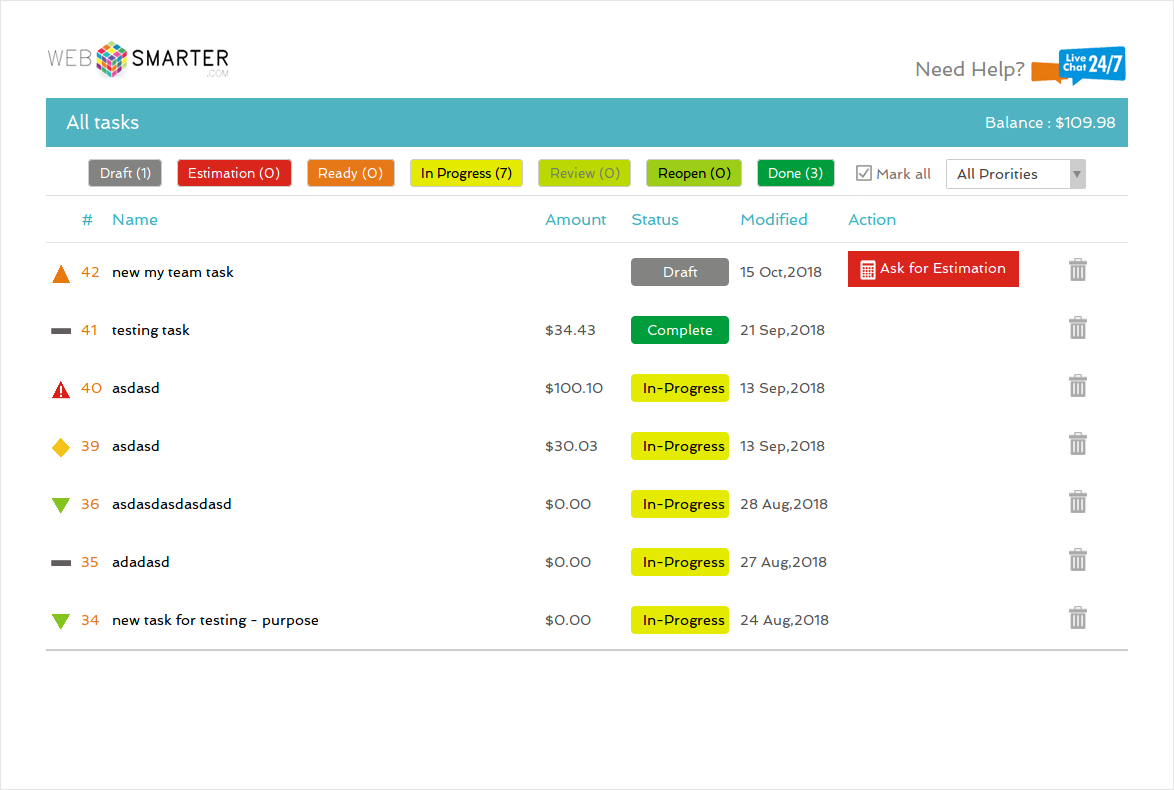 WEB SMARTER
.COM
Need Help? Live Chat 24/7
All tasks Balance : $109.98
Draft (1) Estimation (0) Ready (0) In Progress (7) Review (0) Reopen (0) Done (3) Mark all All Prorities
# Name Amount Status Modified Action
42 new my team task Draft 15 Oct,2018 Ask for Estimation
41 testing task $34.43 Complete 21 Sep,2018
40 asdasd $100.10 In-Progress 13 Sep,2018
39 asdasd $30.03 In-Progress 13 Sep,2018
36 asdasdasdasdasd $0.00 In-Progress 28 Aug,2018
35 adadasd $0.00 In-Progress 27 Aug,2018
34 new task for testing - purpose $0.00 In-Progress 24 Aug,2018